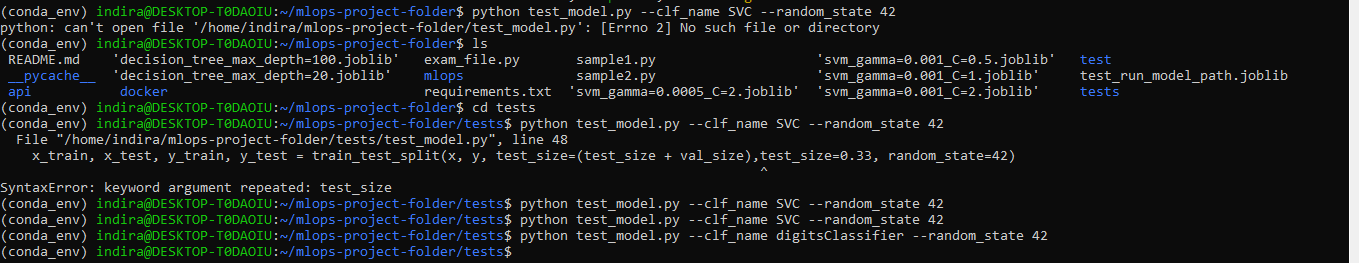 (conda_env) indira@DESKTOP-T0DAOIU:~/mlops-project-folder$ python test_model.py --clf_name SVC --random_state 42
python: can't open file '/home/indira/mlops-project-folder/test_model.py': [Errno 2] No such file or directory
(conda_env) indira@DESKTOP-T0DAOIU:~/mlops-project-folder$ ls
README.md 'decision_tree_max_depth=100.joblib' exam_file.py sample1.py 'svm_gamma=0.001_C=0.5.joblib' test
__pycache__ 'decision_tree_max_depth=20.joblib' mlops sample2.py 'svm_gamma=0.001_C=1.joblib' test_run_model_path.joblib
api docker requirements.txt 'svm_gamma=0.0005_C=2.joblib' 'svm_gamma=0.001_C=2.joblib' tests
(conda_env) indira@DESKTOP-T0DAOIU:~/mlops-project-folder$ cd tests
(conda_env) indira@DESKTOP-T0DAOIU:~/mlops-project-folder/tests$ python test_model.py --clf_name SVC --random_state 42
File "/home/indira/mlops-project-folder/tests/test_model.py", line 48
x_train, x_test, y_train, y_test = train_test_split(x, y, test_size=(test_size + val_size),test_size=0.33, random_state=42)
^
SyntaxError: keyword argument repeated: test_size
(conda_env) indira@DESKTOP-T0DAOIU:~/mlops-project-folder/tests$ python test_model.py --clf_name SVC --random_state 42
(conda_env) indira@DESKTOP-T0DAOIU:~/mlops-project-folder/tests$ python test_model.py --clf_name SVC --random_state 42
(conda_env) indira@DESKTOP-T0DAOIU:~/mlops-project-folder/tests$ python test_model.py --clf_name digitsClassifier --random_state 42
(conda_env) indira@DESKTOP-T0DAOIU:~/mlops-project-folder/tests$